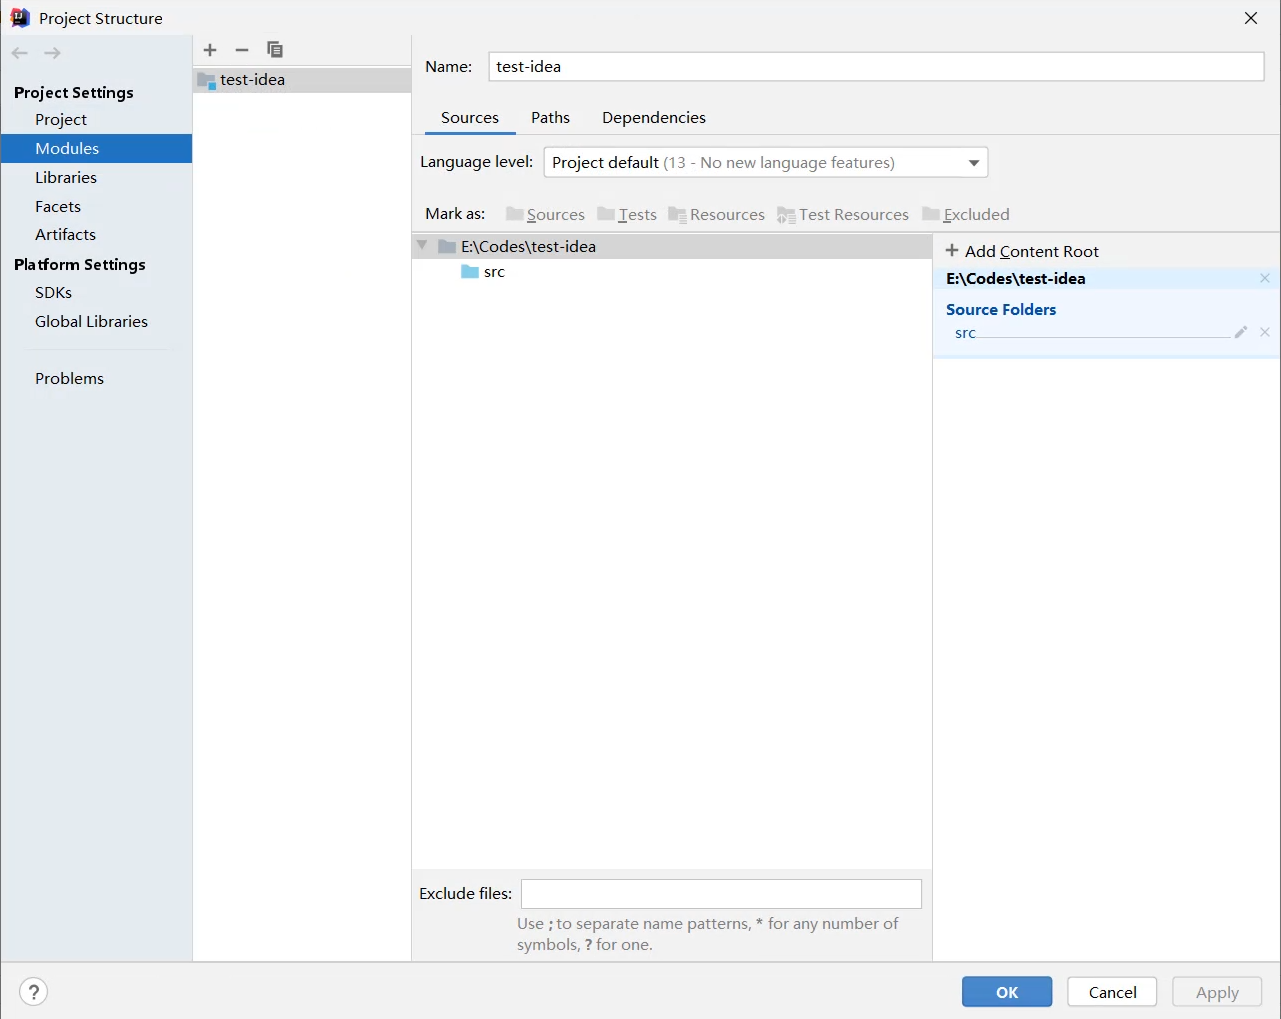 Project Structure
Project Settings
Project
Modules
Libraries
Facets
Artifacts
Platform Settings
SDKs
Global Libraries
Problems
test-idea
Name: test-idea
Sources Paths Dependencies
Language level: Project default (13 - No new language features)
Mark as: Sources Tests Resources Test Resources Excluded
E:\Codes\test-idea
src
+ Add Content Root
E:\Codes\test-idea
Source Folders
src
Exclude files:
Use ; to separate name patterns, * for any number of
symbols, ? for one.
? OK Cancel Apply